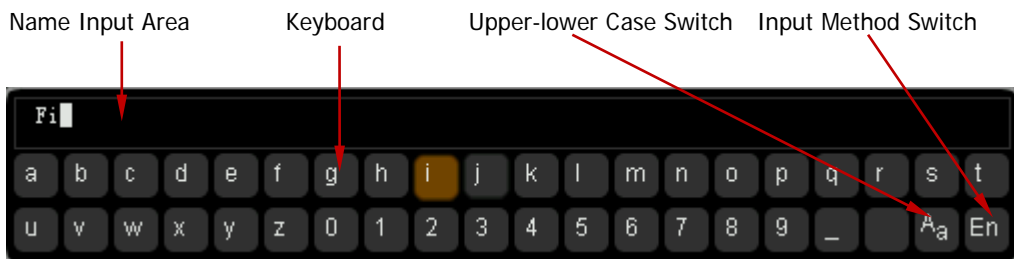 Name Input Area Keyboard Upper-lower Case Switch Input Method Switch
Fi
a b c d e f g h i j k l m n o p q r s t
u v w x y z 0 1 2 3 4 5 6 7 8 9 _ Aa En